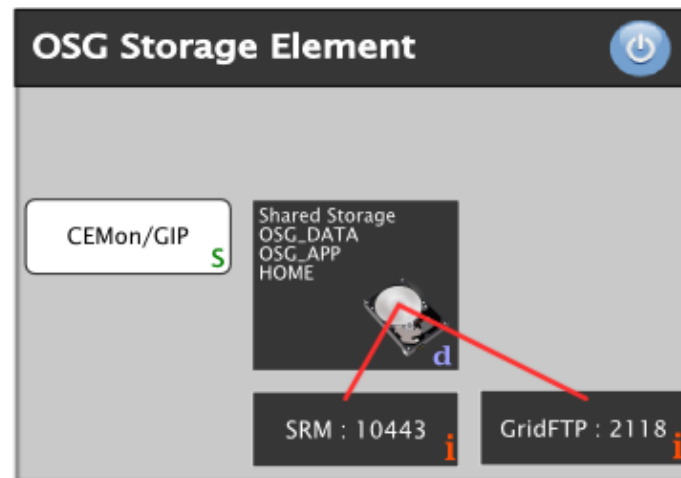 OSG Storage Element
CEMon/GIP
S
Shared Storage
OSG_DATA
OSG_APP
HOME
d
SRM : 10443
i
GridFTP : 2118
i